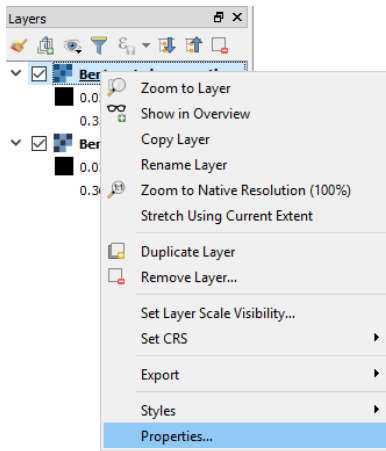 Layers
Zoom to Layer
Show in Overview
Copy Layer
Rename Layer
Zoom to Native Resolution (100%)
Stretch Using Current Extent
Duplicate Layer
Remove Layer...
Set Layer Scale Visibility...
Set CRS
Export
Styles
Properties...